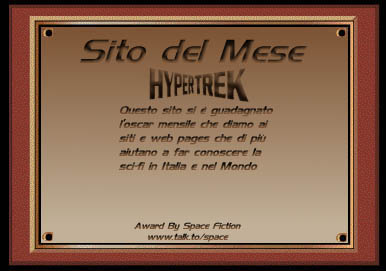 Sito del Mese
HYPERTREK
Questo sito si è guadagnato
l'oscar mensile che diamo ai
siti e web pages che di più
aiutano a far conoscere la
sci-fi in Italia e nel Mondo
Award By Space Fiction
www.talk.to/space